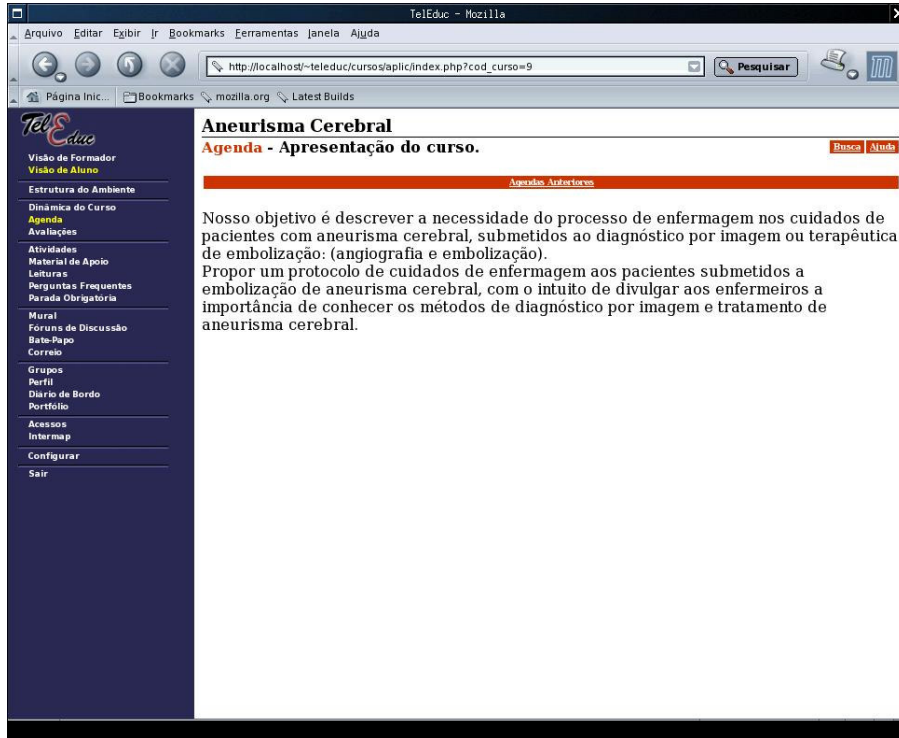 TelEduc - Mozilla
Arquivo Editar Exibir Ir Bookmarks Ferramentas Janela Ajuda
http://localhost/~teleduc/cursos/aplic/index.php?cod_curso=9
Pesquisar
Página Inic... Bookmarks mozilla.org Latest Builds
TelEduc
Visão de Formador
Visão de Aluno
Estrutura do Ambiente
Dinâmica do Curso
Agenda
Avaliações
Atividades
Material de Apoio
Leituras
Perguntas Frequentes
Parada Obrigatória
Mural
Fóruns de Discussão
Bate-Papo
Correio
Grupos
Perfil
Diário de Bordo
Portfólio
Acessos
Intermap
Configurar
Sair
Aneurisma Cerebral
Agenda - Apresentação do curso.
Busca Ajuda
Agendas Anteriores
Nosso objetivo é descrever a necessidade do processo de enfermagem nos cuidados de
pacientes com aneurisma cerebral, submetidos ao diagnóstico por imagem ou terapêutica
de embolização: (angiografia e embolização).
Propor um protocolo de cuidados de enfermagem aos pacientes submetidos a
embolização de aneurisma cerebral, com o intuito de divulgar aos enfermeiros a
importância de conhecer os métodos de diagnóstico por imagem e tratamento de
aneurisma cerebral.